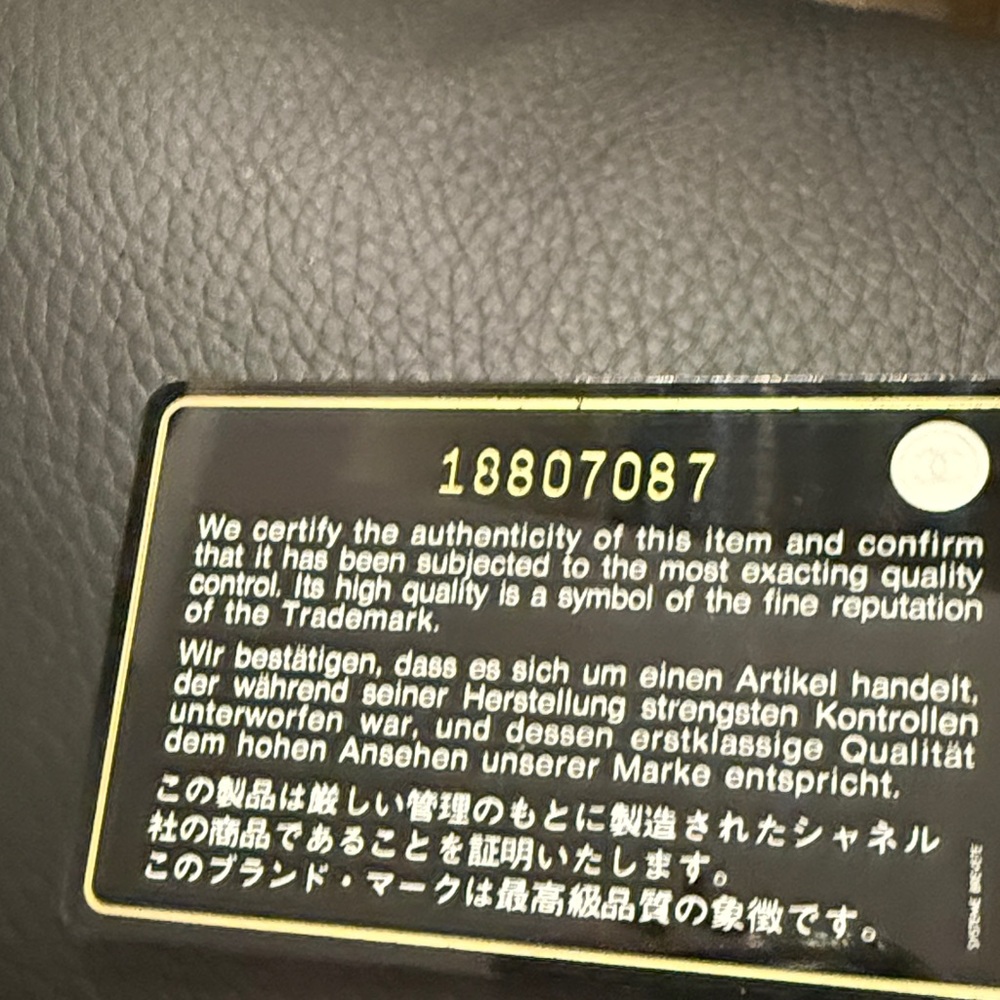 18807087
We certify the authenticity of this item and confirm
that it has been subjected to the most exacting quality
control. Its high quality is a symbol of the fine reputation
of the Trademark.
Wir bestätigen, dass es sich um einen Artikel handelt,
der während seiner Herstellung strengsten Kontrollen
unterworfen war, und dessen erstklassige Qualität
dem hohen Ansehen unserer Marke entspricht.
この製品は厳しい管理のもとに製造されたシャネル
社の商品であることを証明いたします。
このブランド・マークは最高級品質の象徴です。
SYSTEME BREVETE